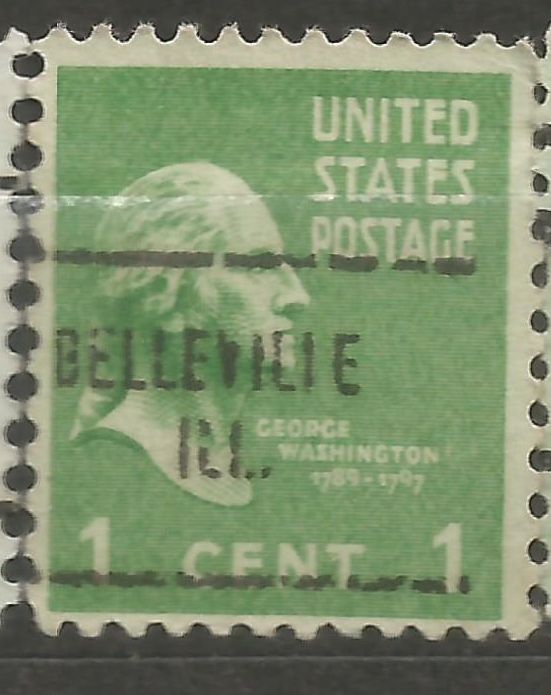 UNITED
STATES
POSTAGE
BELLEVILLE
ILL.
GEORGE
WASHINGTON
1789-1797
1 CENT 1